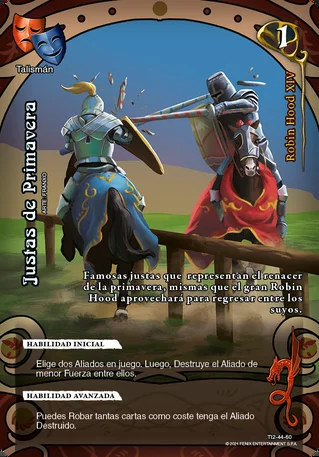 1
Talismán
Justas de Primavera
ARTE: FRANKO
Robin Hood XIV
Famosas justas que representan el renacer
de la primavera, mismas que el gran Robin
Hood aprovechará para regresar entre los
suyos.
HABILIDAD INICIAL
Elige dos Aliados en juego. Luego, Destruye el Aliado de
menor Fuerza entre ellos.
HABILIDAD AVANZADA
Puedes Robar tantas cartas como coste tenga el Aliado
Destruido.
TI2-44-60
© 2021 FENIX ENTERTAINMENT S.P.A.